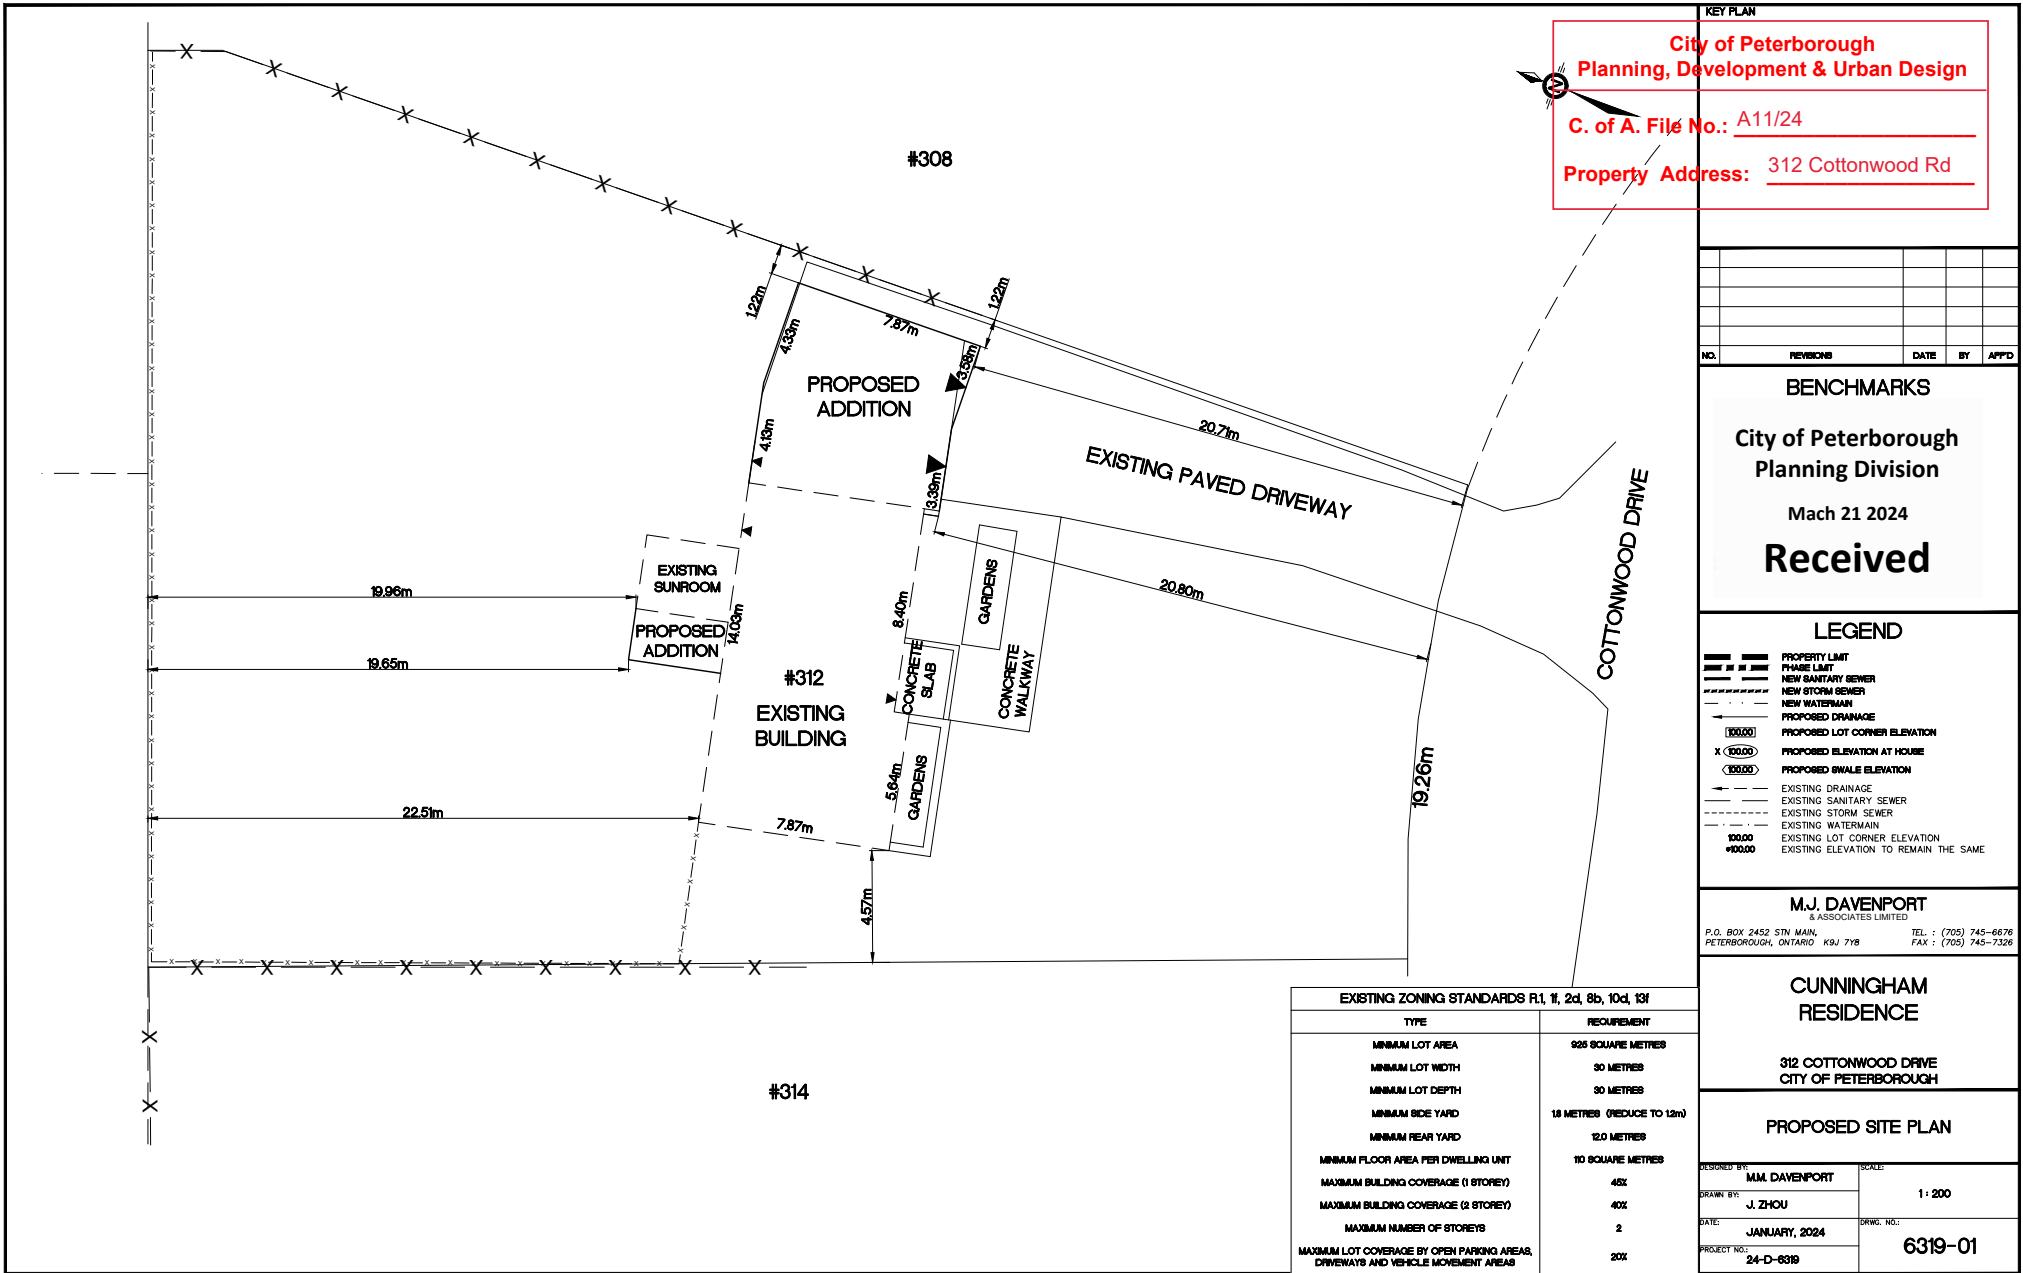 KEY PLAN
City of Peterborough
Planning, Development & Urban Design
C. of A. File No.: A11/24
Property Address: 312 Cottonwood Rd
N
#308
1.22m
1.22m
4.33m
7.87m
3.58m
PROPOSED
ADDITION
4.13m
3.39m
20.71m
EXISTING PAVED DRIVEWAY
COTTONWOOD DRIVE
EXISTING
SUNROOM
19.96m
PROPOSED
ADDITION
14.03m
19.65m
8.40m
GARDENS
20.80m
CONCRETE
SLAB
CONCRETE
WALKWAY
#312
EXISTING
BUILDING
5.64m
GARDENS
22.51m
7.87m
4.57m
19.26m
#314
NO.
REVISIONS
DATE
BY
APP'D
BENCHMARKS
City of Peterborough
Planning Division
Mach 21 2024
Received
LEGEND
PROPERTY LIMIT
PHASE LIMIT
NEW SANITARY SEWER
NEW STORM SEWER
NEW WATERMAIN
PROPOSED DRAINAGE
100.00 PROPOSED LOT CORNER ELEVATION
X 100.00 PROPOSED ELEVATION AT HOUSE
100.00 PROPOSED SWALE ELEVATION
EXISTING DRAINAGE
EXISTING SANITARY SEWER
EXISTING STORM SEWER
EXISTING WATERMAIN
100.00 EXISTING LOT CORNER ELEVATION
*100.00 EXISTING ELEVATION TO REMAIN THE SAME
M.J. DAVENPORT
& ASSOCIATES LIMITED
P.O. BOX 2452 STN MAIN, TEL. : (705) 745-6676
PETERBOROUGH, ONTARIO K9J 7Y8 FAX : (705) 745-7326
CUNNINGHAM
RESIDENCE
312 COTTONWOOD DRIVE
CITY OF PETERBOROUGH
PROPOSED SITE PLAN
DESIGNED BY: M.M. DAVENPORT
SCALE: 1 : 200
DRAWN BY: J. ZHOU
DATE: JANUARY, 2024
DRWG. NO.: 6319-01
PROJECT NO.: 24-D-6319
EXISTING ZONING STANDARDS R.1, 1f, 2d, 8b, 10d, 13f
TYPE REQUIREMENT
MINIMUM LOT AREA 925 SQUARE METRES
MINIMUM LOT WIDTH 30 METRES
MINIMUM LOT DEPTH 30 METRES
MINIMUM SIDE YARD 1.8 METRES (REDUCE TO 1.2m)
MINIMUM REAR YARD 12.0 METRES
MINIMUM FLOOR AREA PER DWELLING UNIT 110 SQUARE METRES
MAXIMUM BUILDING COVERAGE (1 STOREY) 45%
MAXIMUM BUILDING COVERAGE (2 STOREY) 40%
MAXIMUM NUMBER OF STOREYS 2
MAXIMUM LOT COVERAGE BY OPEN PARKING AREAS, 20%
DRIVEWAYS AND VEHICLE MOVEMENT AREAS